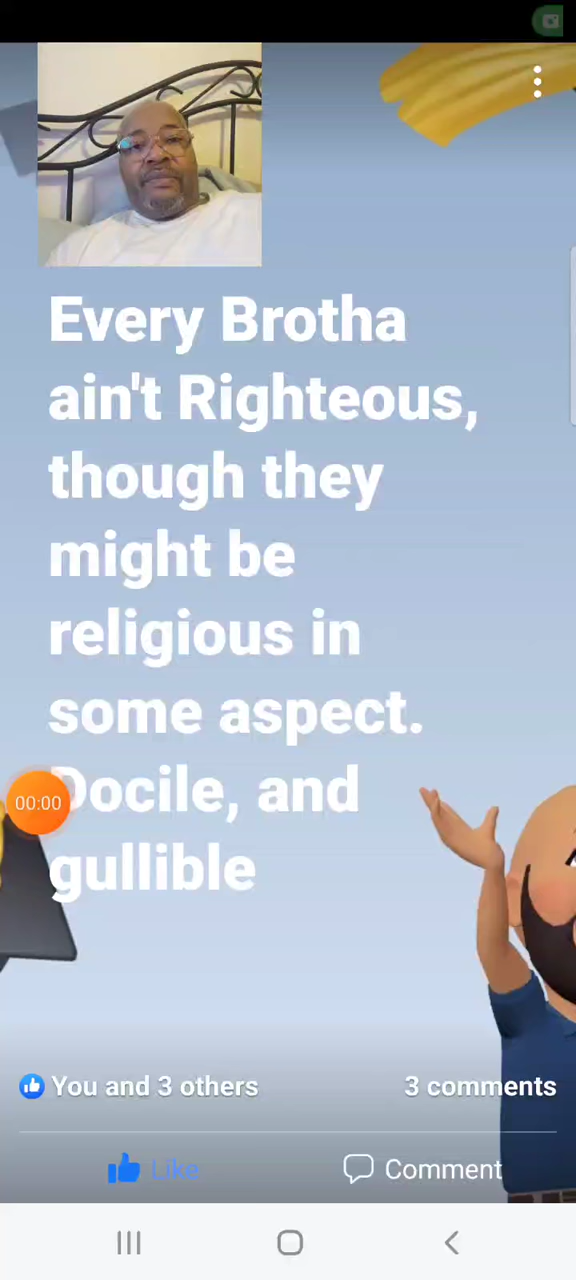 Every Brotha
ain't Righteous,
though they
might be
religious in
some aspect.
Docile, and
gullible
00:00
You and 3 others
3 comments
Like
Comment